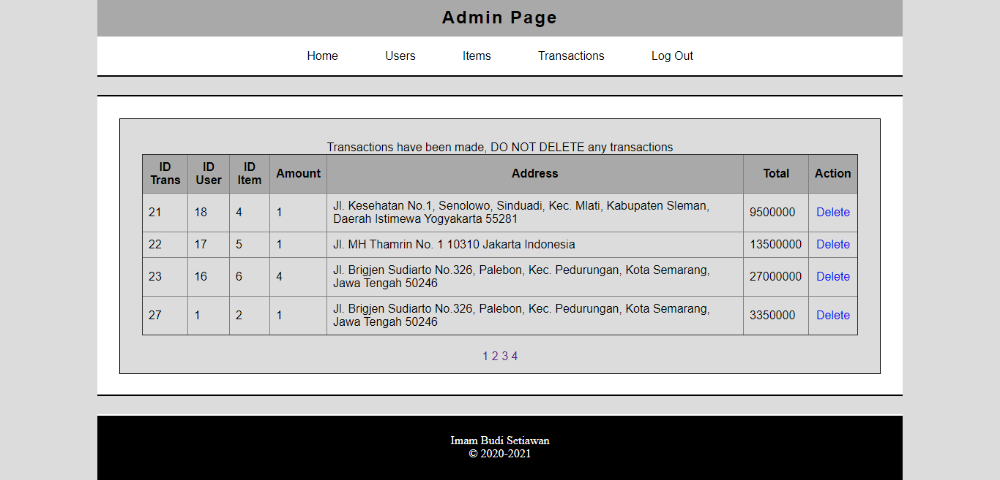 Admin Page
Home Users Items Transactions Log Out
Transactions have been made, DO NOT DELETE any transactions
ID Trans ID User ID Item Amount Address Total Action
21 18 4 1 Jl. Kesehatan No.1, Senolowo, Sinduadi, Kec. Mlati, Kabupaten Sleman, Daerah Istimewa Yogyakarta 55281 9500000 Delete
22 17 5 1 Jl. MH Thamrin No. 1 10310 Jakarta Indonesia 13500000 Delete
23 16 6 4 Jl. Brigjen Sudiarto No.326, Palebon, Kec. Pedurungan, Kota Semarang, Jawa Tengah 50246 27000000 Delete
27 1 2 1 Jl. Brigjen Sudiarto No.326, Palebon, Kec. Pedurungan, Kota Semarang, Jawa Tengah 50246 3350000 Delete
1 2 3 4
Imam Budi Setiawan
© 2020-2021